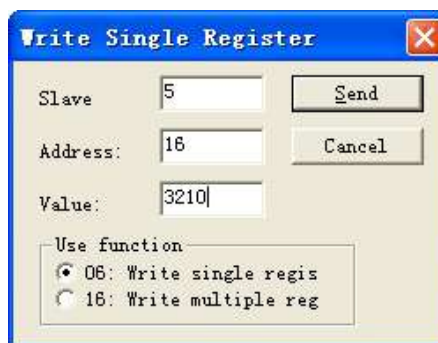 Write Single Register
Slave 5 Send
Address: 16 Cancel
Value: 3210
Use function
06: Write single regis
16: Write multiple reg